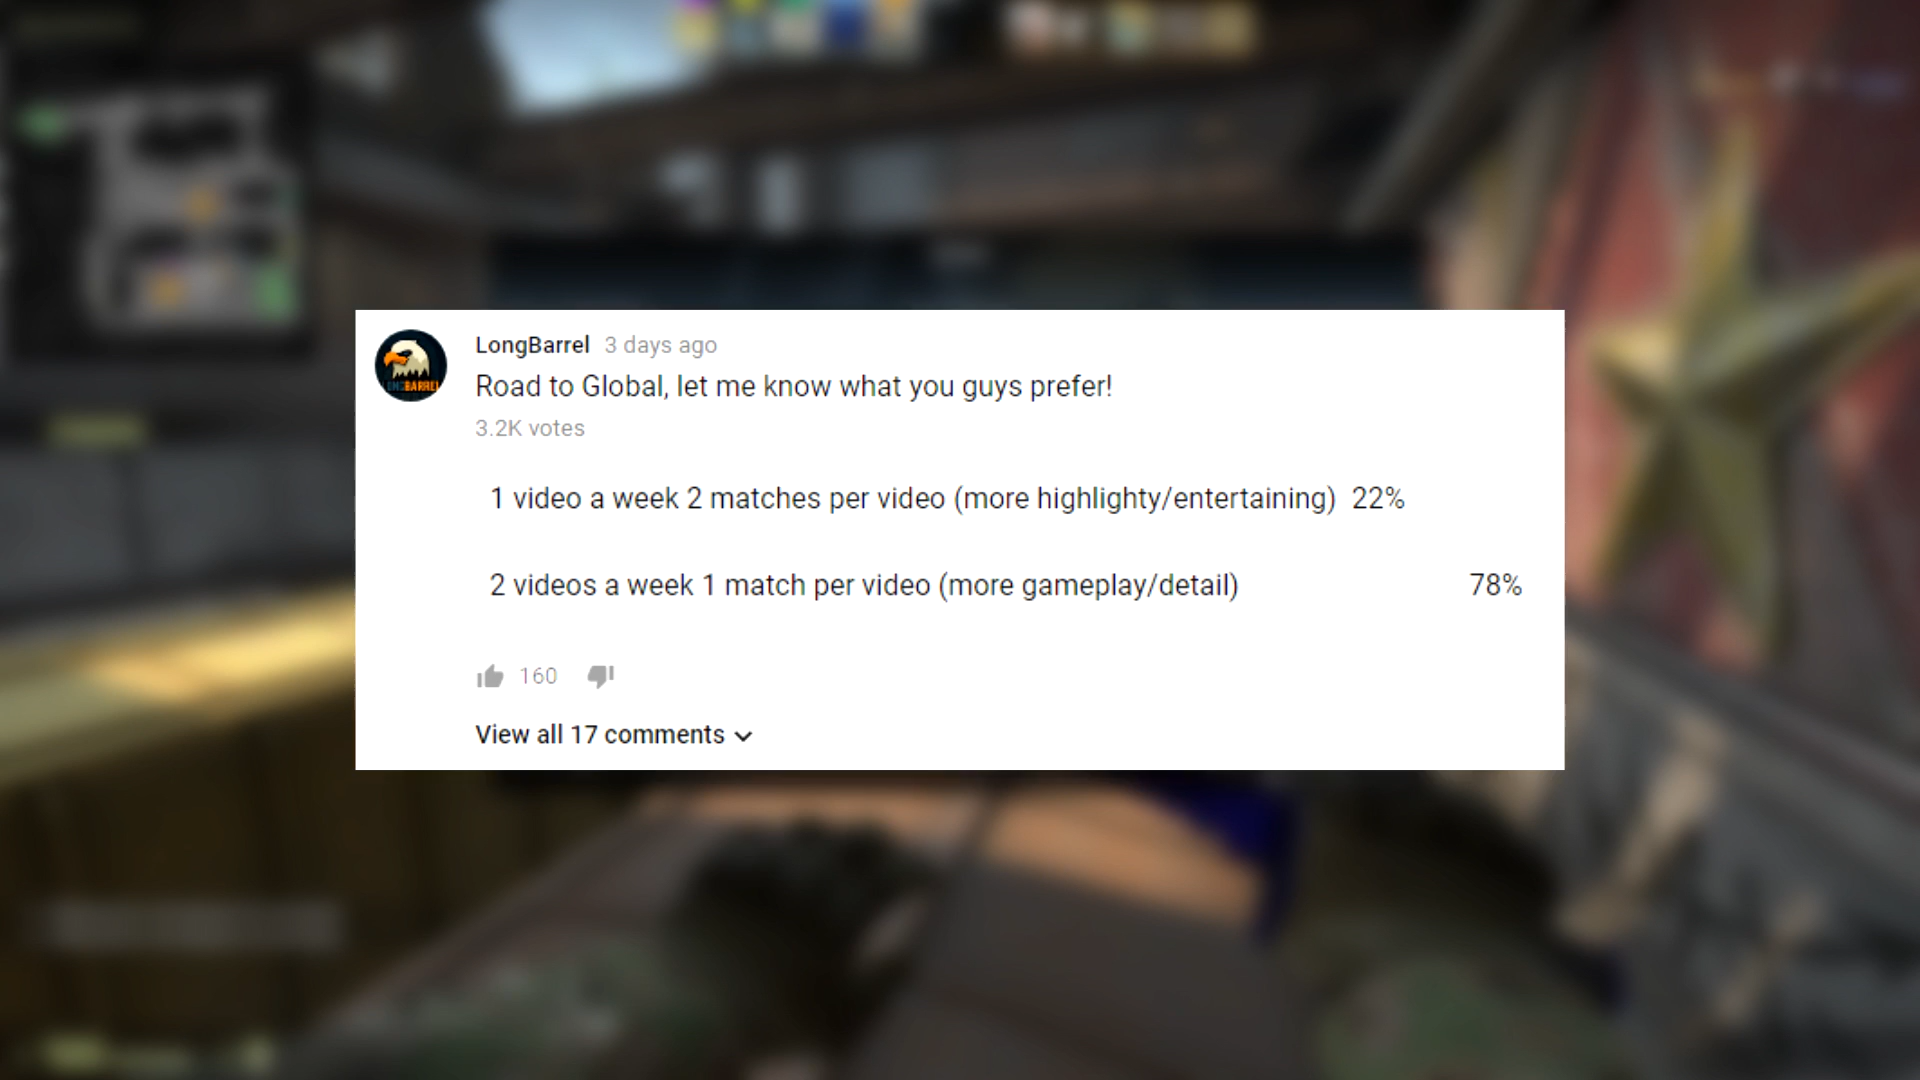 LongBarrel 3 days ago
Road to Global, let me know what you guys prefer!
3.2K votes
1 video a week 2 matches per video (more highlighty/entertaining) 22%
2 videos a week 1 match per video (more gameplay/detail) 78%
160
View all 17 comments